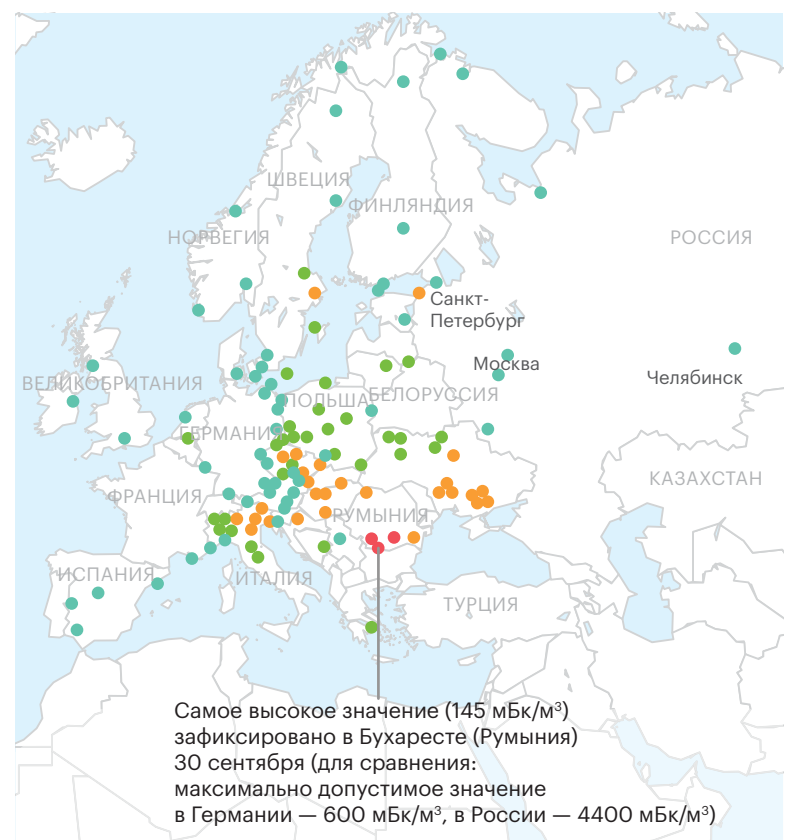 ШВЕЦИЯ
ФИНЛЯНДИЯ
НОРВЕГИЯ
РОССИЯ
Санкт-
Петербург
Москва
Челябинск
ВЕЛИКОБРИТАНИЯ
ПОЛЬША
БЕЛОРУССИЯ
ГЕРМАНИЯ
КАЗАХСТАН
ФРАНЦИЯ
РУМЫНИЯ
ИСПАНИЯ
ИТАЛИЯ
ТУРЦИЯ
Самое высокое значение (145 мБк/м³)
зафиксировано в Бухаресте (Румыния)
30 сентября (для сравнения:
максимально допустимое значение
в Германии — 600 мБк/м³, в России — 4400 мБк/м³)